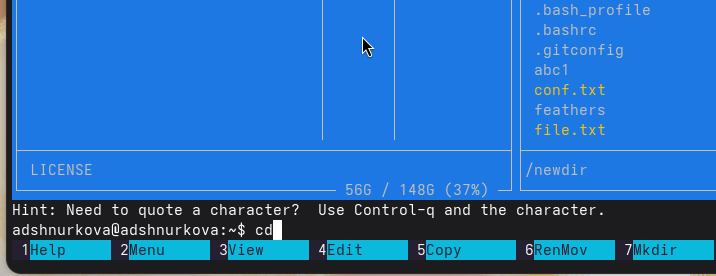 .bash_profile
.bashrc
.gitconfig
abc1
conf.txt
feathers
file.txt
LICENSE
/newdir
56G / 148G (37%)
Hint: Need to quote a character?  Use Control-q and the character.
adshnurkova@adshnurkova:~$ cd
1Help 2Menu 3View 4Edit 5Copy 6RenMov 7Mkdir